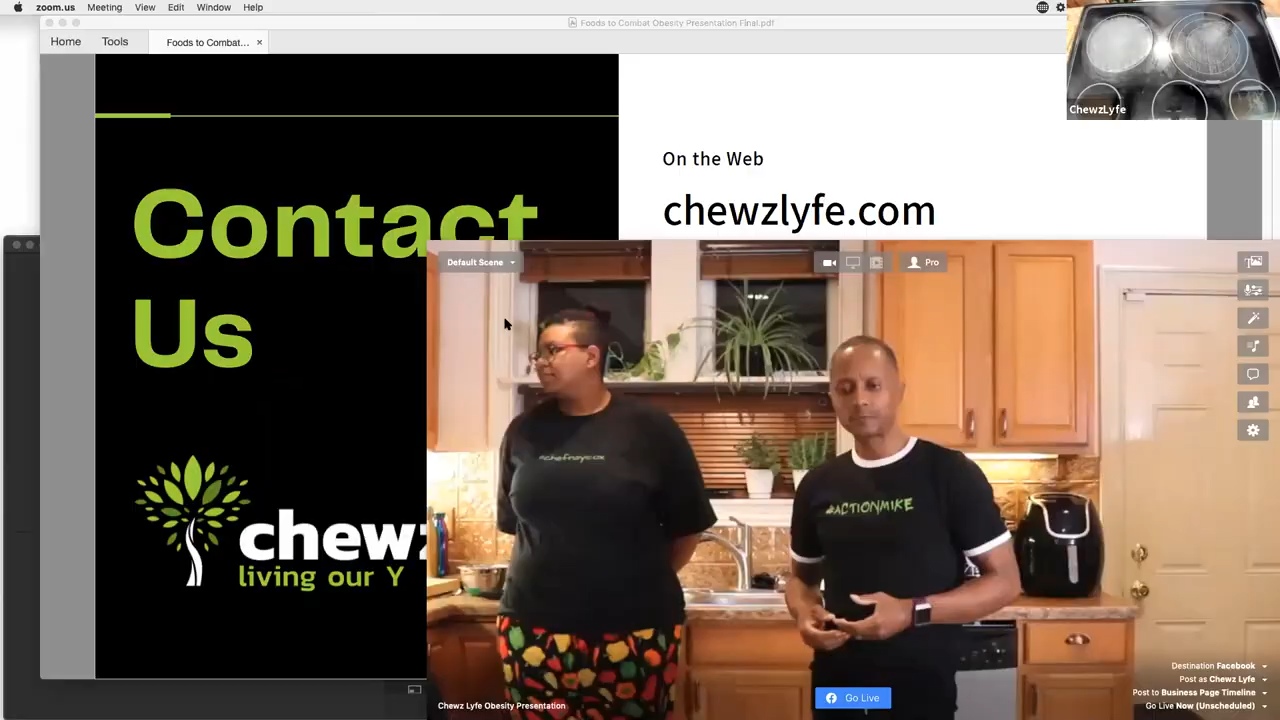 zoom.us Meeting View Edit Window Help
Foods to Combat Obesity Presentation Final.pdf
Home Tools Foods to Combat... ×
ChewzLyfe
On the Web
chewzlyfe.com
Contact
Us
chewz
living our Y
Default Scene
Pro
#chefraycox
#ACTIONMIKE
Destination Facebook
Post as Chewz Lyfe
Post to Business Page Timeline
Go Live Now (Unscheduled)
Go Live
Chewz Lyfe Obesity Presentation